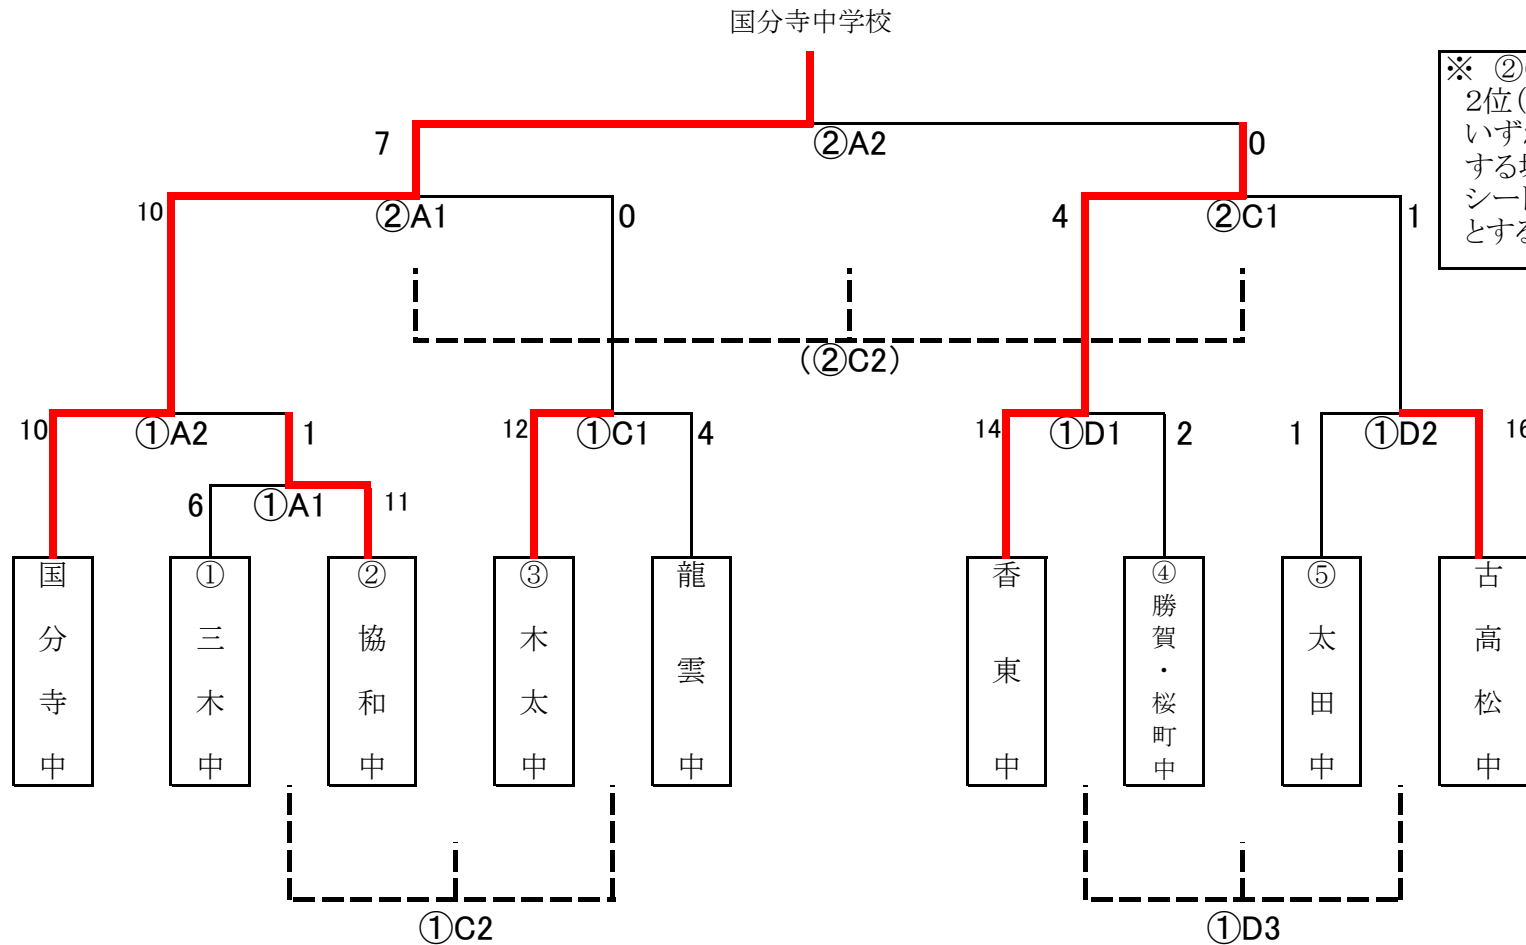 国分寺中学校
※ ②
2位(
いず
する
シート
とする
7
②A2
0
10
②A1
0
4
②C1
1
(②C2)
10
①A2
1
12
①C1
4
14
①D1
2
1
①D2
16
6
①A1
11
国分寺中
①三木中
②協和中
③木太中
龍雲中
香東中
④勝賀・桜町中
⑤太田中
古高松中
①C2
①D3